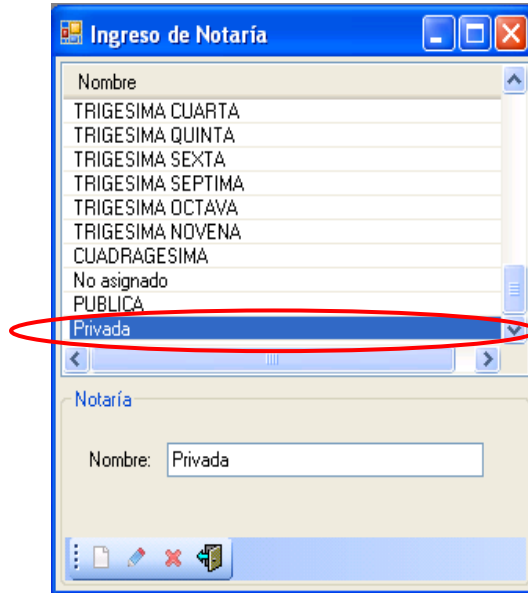 Ingreso de Notaría
Nombre
TRIGESIMA CUARTA
TRIGESIMA QUINTA
TRIGESIMA SEXTA
TRIGESIMA SEPTIMA
TRIGESIMA OCTAVA
TRIGESIMA NOVENA
CUADRAGESIMA
No asignado
PUBLICA
Privada
Notaría
Nombre: Privada